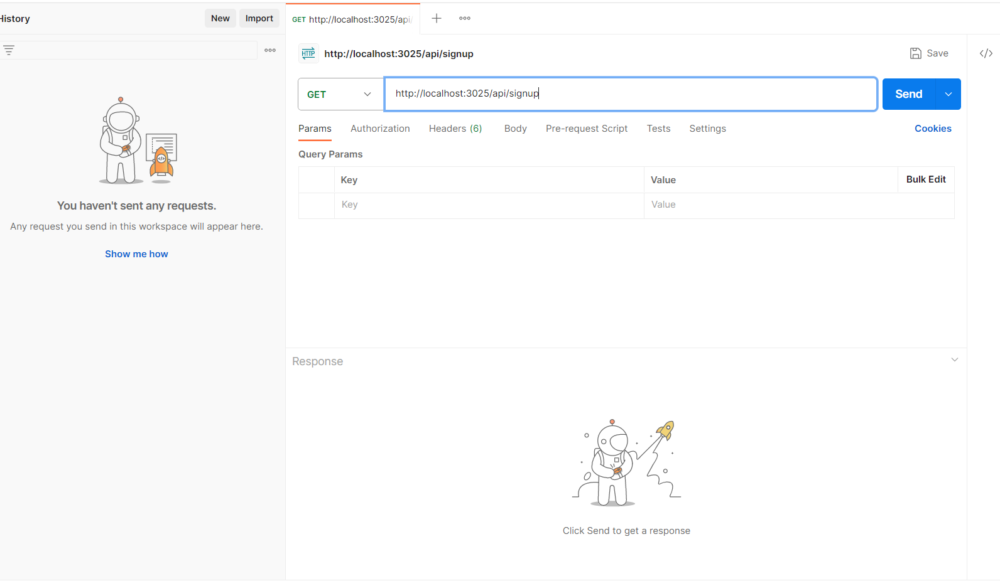 History
New
Import
GET http://localhost:3025/api/
HTTP
http://localhost:3025/api/signup
Save
</>
GET
http://localhost:3025/api/signup
Send
Params
Authorization
Headers (6)
Body
Pre-request Script
Tests
Settings
Cookies
Query Params
Key
Value
Bulk Edit
Key
Value
</>
You haven't sent any requests.
Any request you send in this workspace will appear here.
Show me how
Response
Click Send to get a response